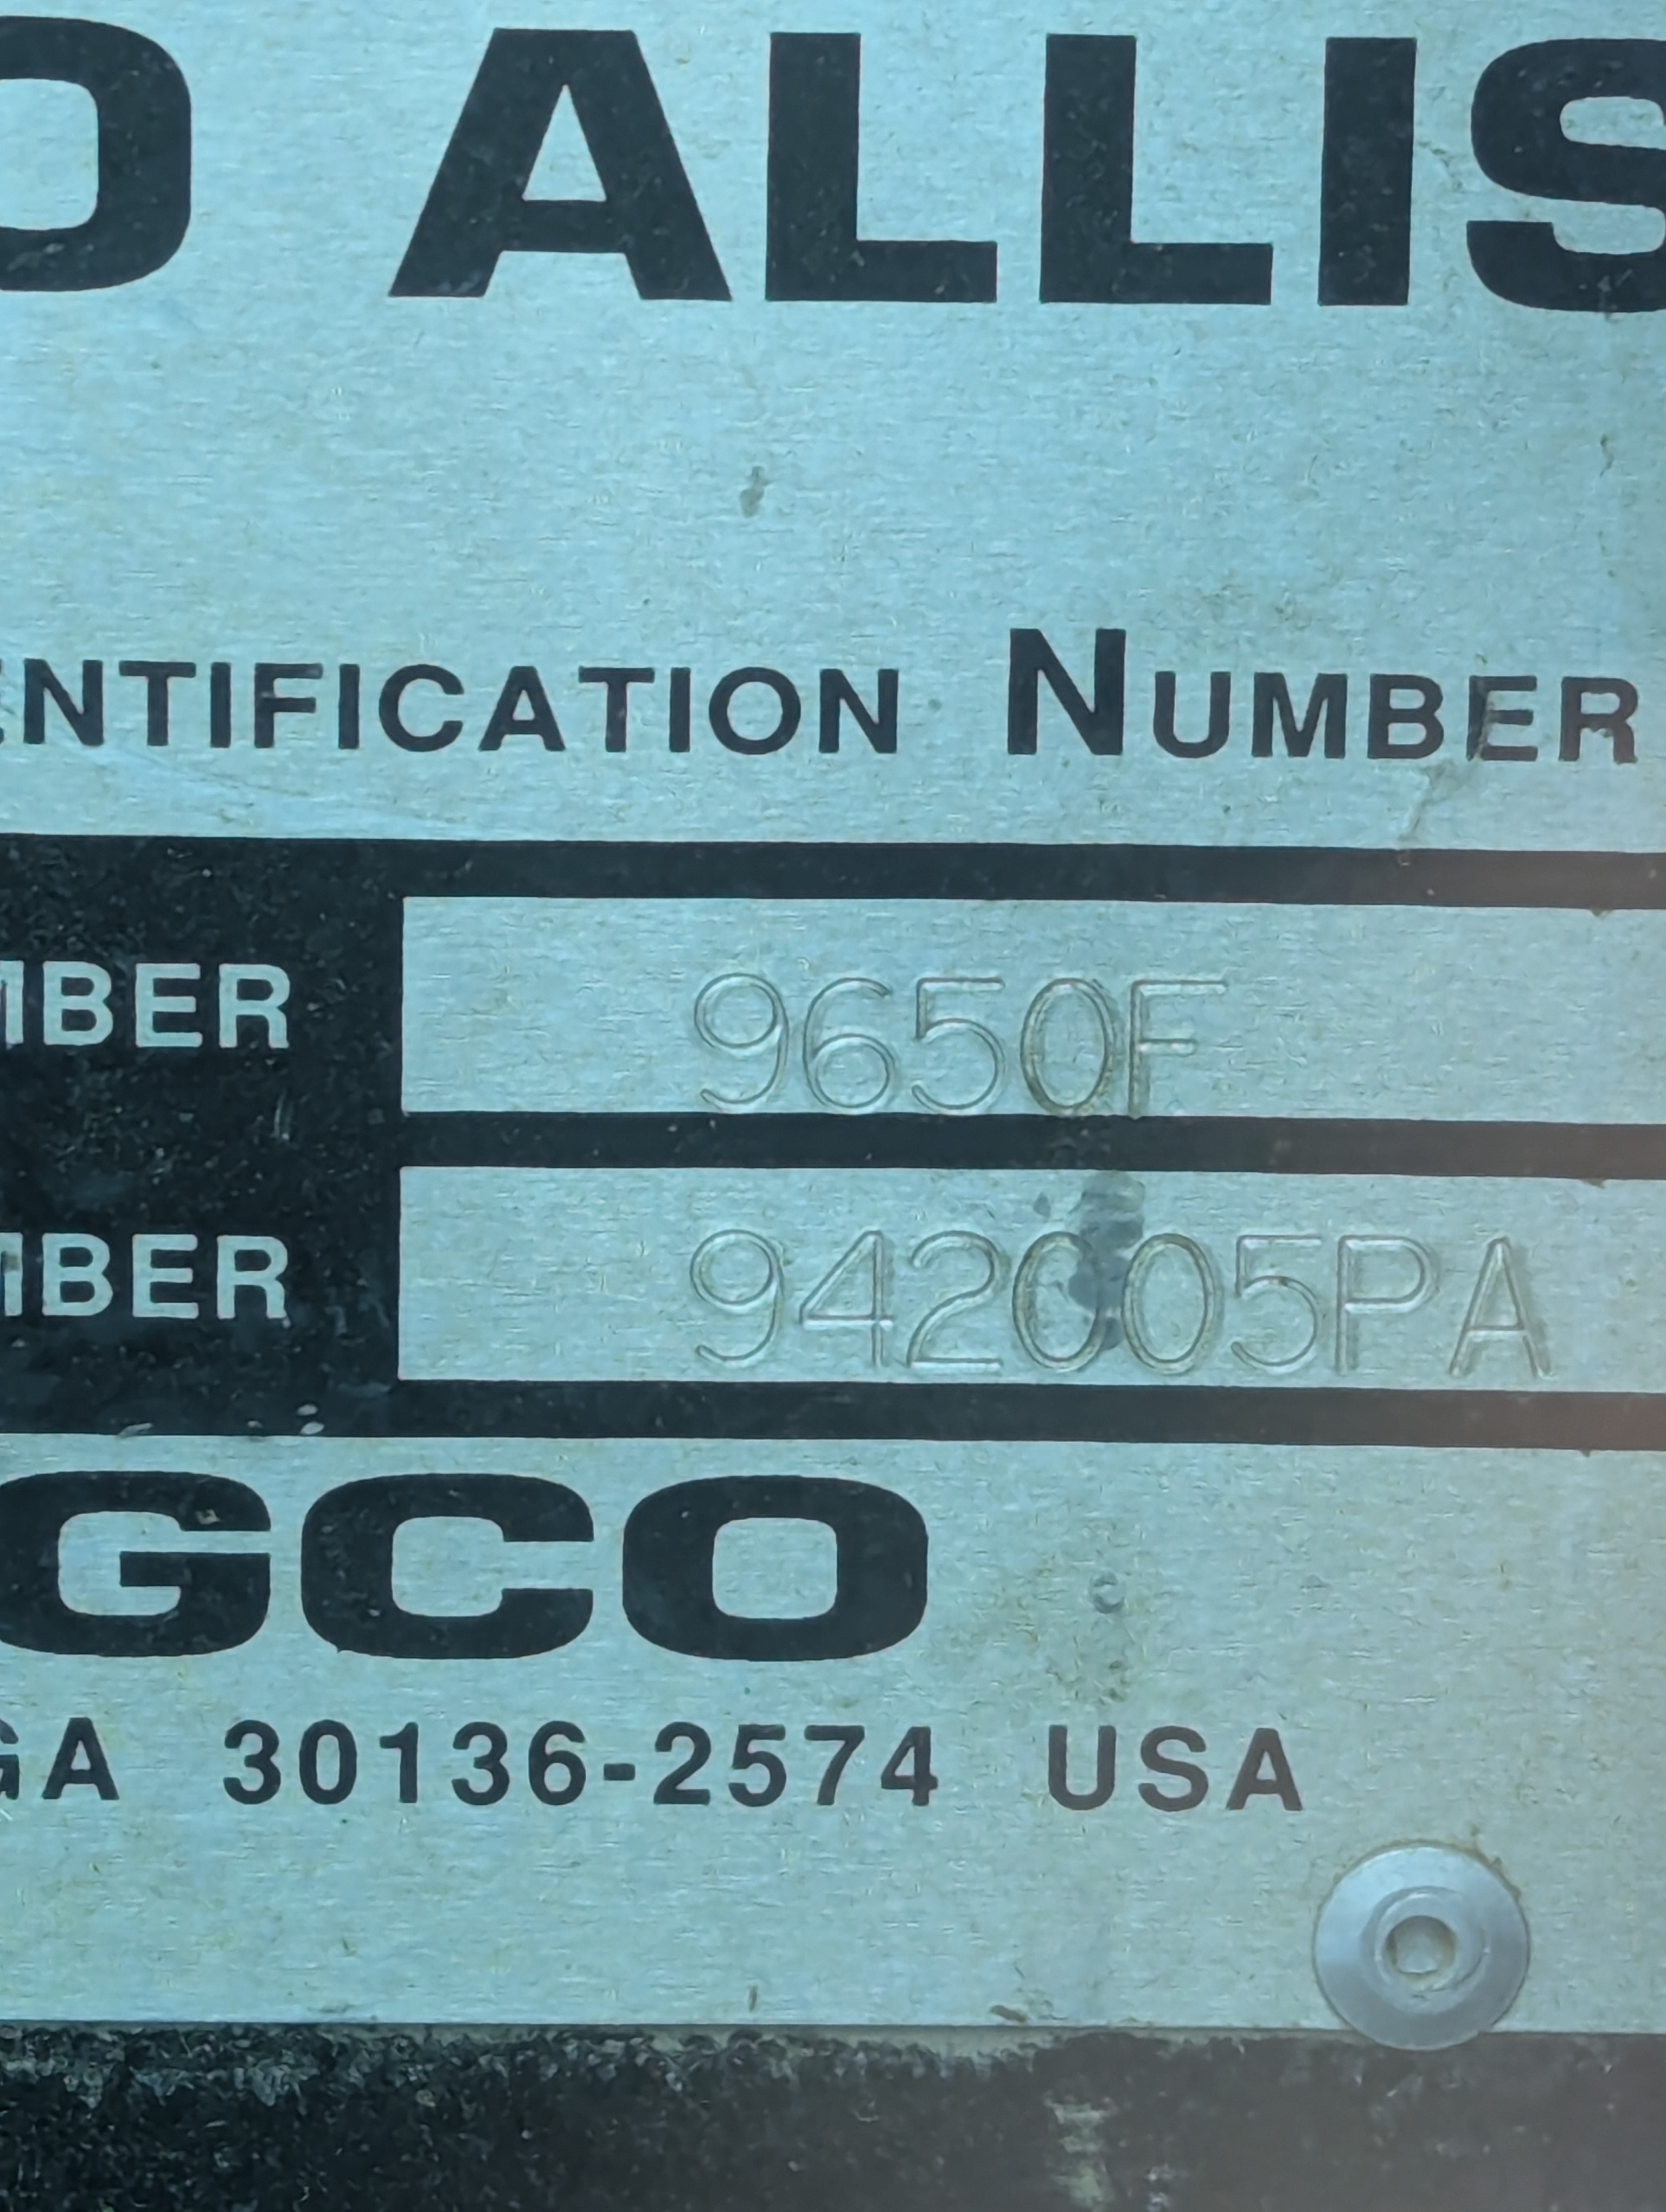 O ALLIS
ENTIFICATION NUMBER
MBER 9650F
MBER 942005PA
GCO
GA 30136-2574 USA